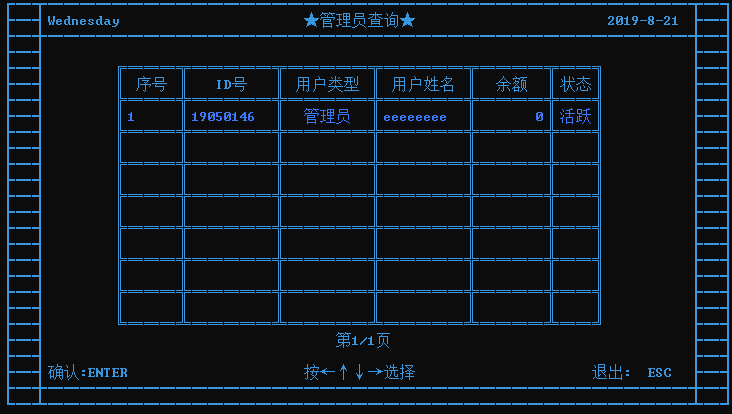 Wednesday ★管理员查询★ 2019-8-21
序号 ID号 用户类型 用户姓名 余额 状态
1 19050146 管理员 eeeeeeee 0 活跃
第1/1页
确认:ENTER 按←↑↓→选择 退出: ESC